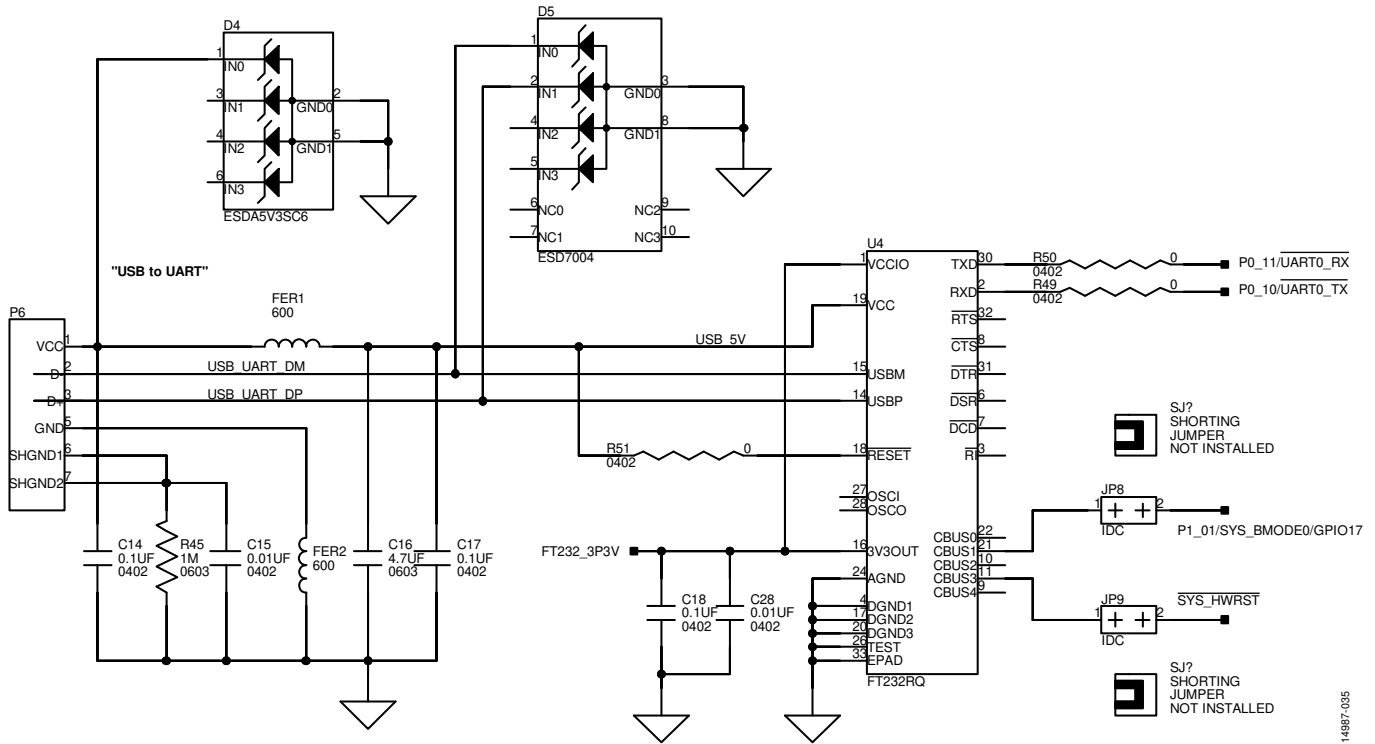 D4
1
IN0
3
IN1
4
IN2
6
IN3
GND0
2
GND1
5
ESDA5V3SC6
D5
1
IN0
2
IN1
4
IN2
5
IN3
6
NC0
7
NC1
GND0
3
GND1
8
NC2
9
NC3
10
ESD7004
"USB to UART"
P6
VCC
1
D-
2
D+
3
GND
5
SHGND1
6
SHGND2
7
FER1
600
USB_5V
USB_UART_DM
USB_UART_DP
C14
0.1UF
0402
R45
1M
0603
C15
0.01UF
0402
FER2
600
C16
4.7UF
0603
C17
0.1UF
0402
R51
0402
0
FT232_3P3V
C18
0.1UF
0402
C28
0.01UF
0402
U4
1
VCCIO
19
VCC
15
USBM
14
USBP
18
RESET
27
OSCI
28
OSCO
16
3V3OUT
24
AGND
4
DGND1
17
DGND2
20
DGND3
26
TEST
33
EPAD
TXD
30
RXD
2
RTS
32
CTS
8
DTR
31
DSR
6
DCD
7
RI
3
CBUS0
22
CBUS1
21
CBUS2
10
CBUS3
11
CBUS4
9
FT232RQ
R50
0402
0
P0_11/UART0_RX
R49
0402
0
P0_10/UART0_TX
SJ?
SHORTING
JUMPER
NOT INSTALLED
JP8
1
2
IDC
P1_01/SYS_BMODE0/GPIO17
JP9
1
2
IDC
SYS_HWRST
SJ?
SHORTING
JUMPER
NOT INSTALLED
14987-035